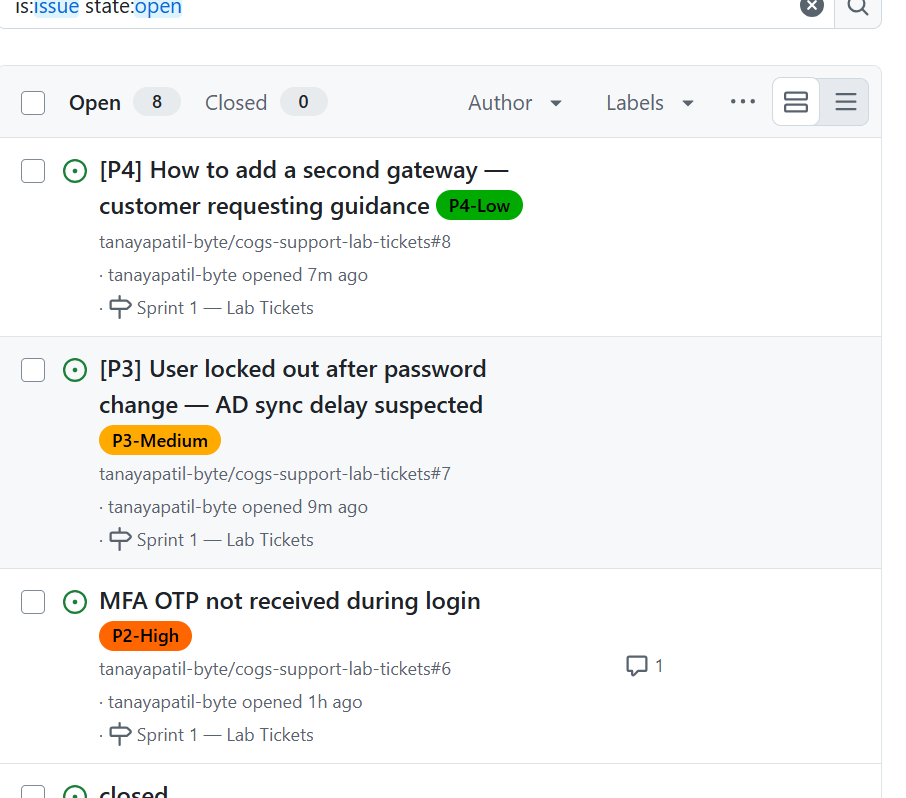 is:issue state:open
Open 8 Closed 0 Author Labels
[P4] How to add a second gateway —
customer requesting guidance P4-Low
tanayapatil-byte/cogs-support-lab-tickets#8
· tanayapatil-byte opened 7m ago
· Sprint 1 — Lab Tickets
[P3] User locked out after password
change — AD sync delay suspected
P3-Medium
tanayapatil-byte/cogs-support-lab-tickets#7
· tanayapatil-byte opened 9m ago
· Sprint 1 — Lab Tickets
MFA OTP not received during login
P2-High
tanayapatil-byte/cogs-support-lab-tickets#6
1
· tanayapatil-byte opened 1h ago
· Sprint 1 — Lab Tickets
closed